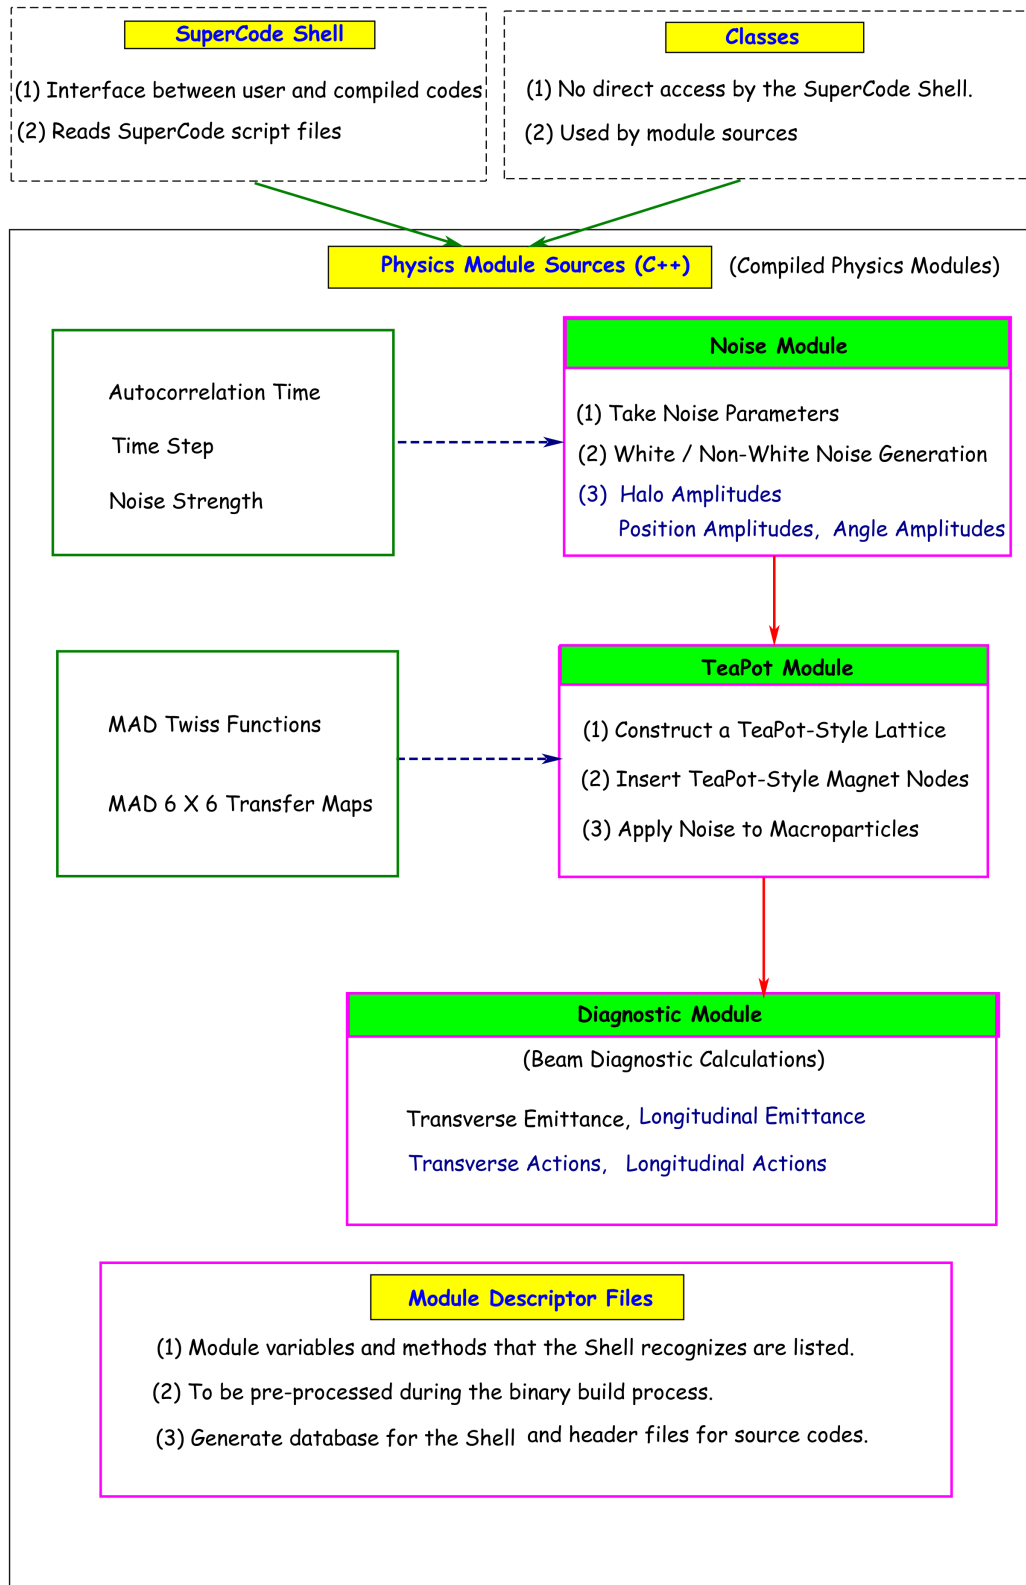 SuperCode Shell
(1) Interface between user and compiled codes
(2) Reads SuperCode script files
Classes
(1) No direct access by the SuperCode Shell.
(2) Used by module sources
Physics Module Sources (C++)
(Compiled Physics Modules)
Autocorrelation Time
Time Step
Noise Strength
Noise Module
(1) Take Noise Parameters
(2) White / Non-White Noise Generation
(3) Halo Amplitudes
Position Amplitudes, Angle Amplitudes
MAD Twiss Functions
MAD 6 X 6 Transfer Maps
TeaPot Module
(1) Construct a TeaPot-Style Lattice
(2) Insert TeaPot-Style Magnet Nodes
(3) Apply Noise to Macroparticles
Diagnostic Module
(Beam Diagnostic Calculations)
Transverse Emittance, Longitudinal Emittance
Transverse Actions, Longitudinal Actions
Module Descriptor Files
(1) Module variables and methods that the Shell recognizes are listed.
(2) To be pre-processed during the binary build process.
(3) Generate database for the Shell and header files for source codes.